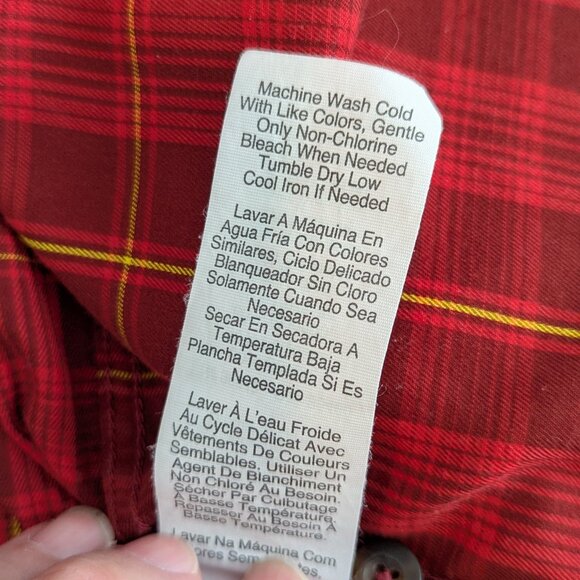 Machine Wash Cold
With Like Colors, Gentle
Only Non-Chlorine
Bleach When Needed
Tumble Dry Low
Cool Iron If Needed
Lavar A Máquina En
Agua Fría Con Colores
Similares, Ciclo Delicado
Blanqueador Sin Cloro
Solamente Cuando Sea
Necesario
Secar En Secadora A
Temperatura Baja
Plancha Templada Si Es
Necesario
Laver À L'eau Froide
Au Cycle Délicat Avec
Vêtements De Couleurs
Semblables, Utiliser Un
Agent De Blanchiment
Non Chloré Au Besoin.
Sécher Par Culbutage
À Basse Température.
Repasser Au Besoin À
Basse Température.
Lavar Na Máquina Com